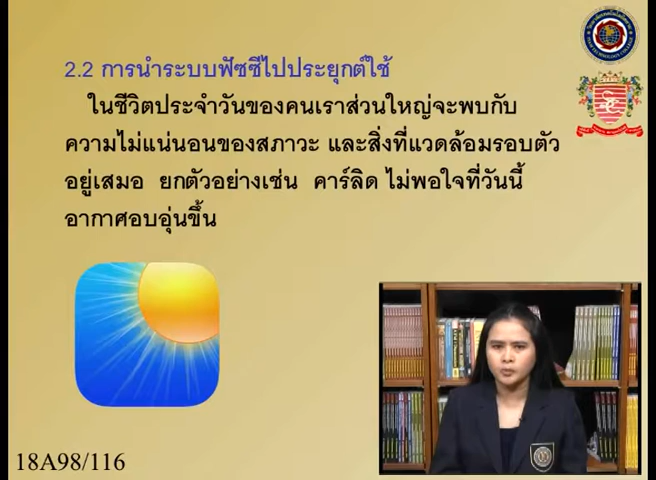 2.2 การนำระบบฟัซซีไปประยุกต์ใช้
ในชีวิตประจำวันของคนเราส่วนใหญ่จะพบกับ
ความไม่แน่นอนของสภาวะ และสิ่งที่แวดล้อมรอบตัว
อยู่เสมอ ยกตัวอย่างเช่น คาร์ลิด ไม่พอใจที่วันนี้
อากาศอบอุ่นขึ้น
18A98/116